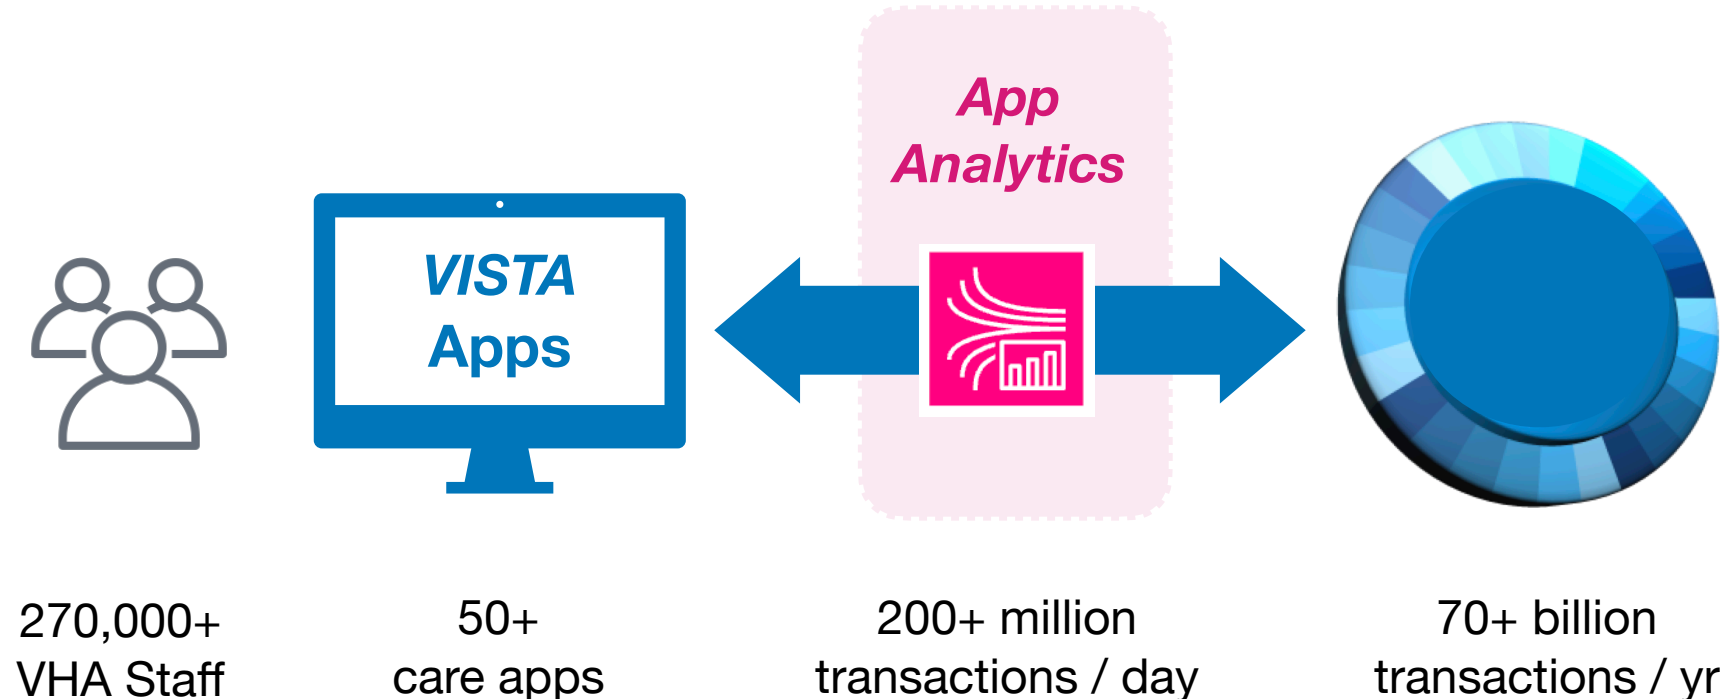 App
Analytics
VISTA
Apps
270,000+
VHA Staff
50+
care apps
200+ million
transactions / day
70+ billion
transactions / yr